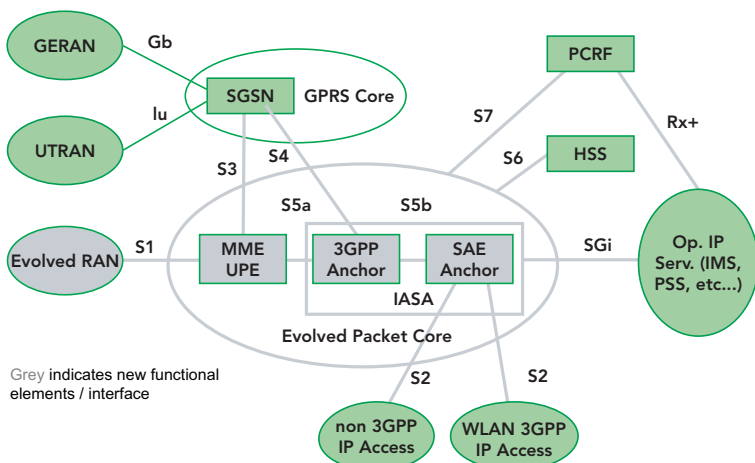 GERAN
Gb
PCRF
SGSN
GPRS Core
Iu
S7
Rx+
UTRAN
S3
S4
S6
HSS
S5a
S5b
Evolved RAN
S1
MME
UPE
3GPP
Anchor
SAE
Anchor
SGi
Op. IP
Serv. (IMS,
PSS, etc...)
IASA
Evolved Packet Core
Grey indicates new functional
elements / interface
S2
S2
non 3GPP
IP Access
WLAN 3GPP
IP Access